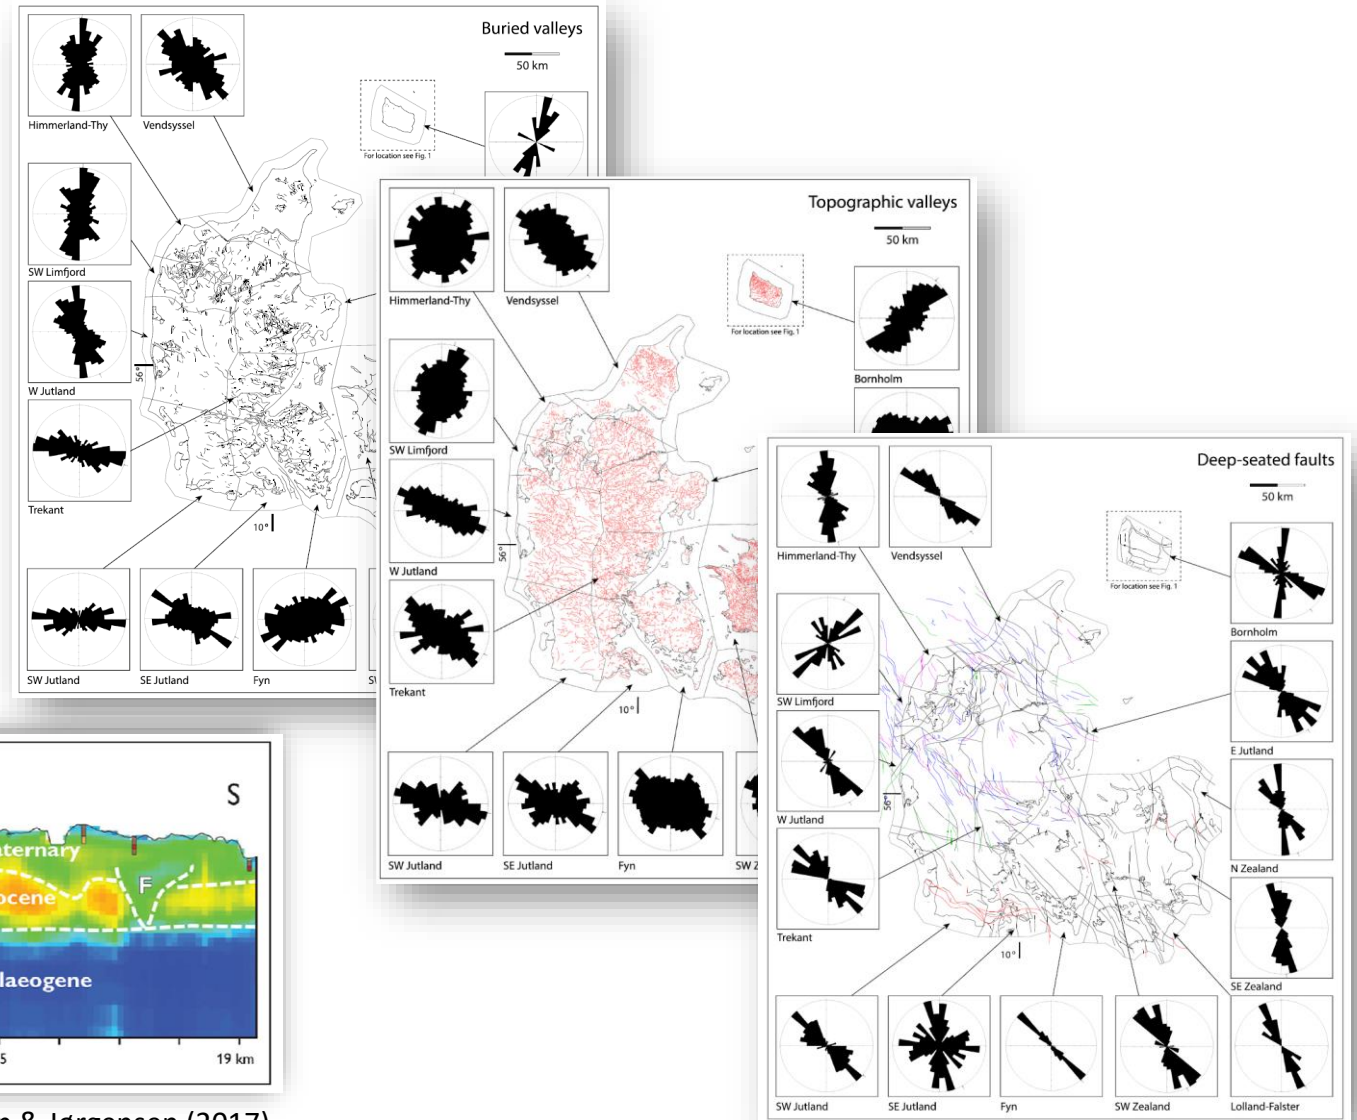 Buried valleys
50 km
Himmerland-Thy
Vendsyssel
For location see Fig. 1
SW Limfjord
W Jutland
56°
Trekant
10°
SW Jutland
SE Jutland
Fyn
Topographic valleys
50 km
Himmerland-Thy
Vendsyssel
For location see Fig. 1
Bornholm
SW Limfjord
W Jutland
56°
Trekant
10°
SW Jutland
SE Jutland
Fyn
SW Z
Deep-seated faults
50 km
Himmerland-Thy
Vendsyssel
For location see Fig. 1
Bornholm
SW Limfjord
E Jutland
W Jutland
56°
N Zealand
Trekant
10°
SE Zealand
SW Jutland
SE Jutland
Fyn
SW Zealand
Lolland-Falster
S
aternary
F
ocene
laeogene
5
19 km
& Jørgensen (2017)